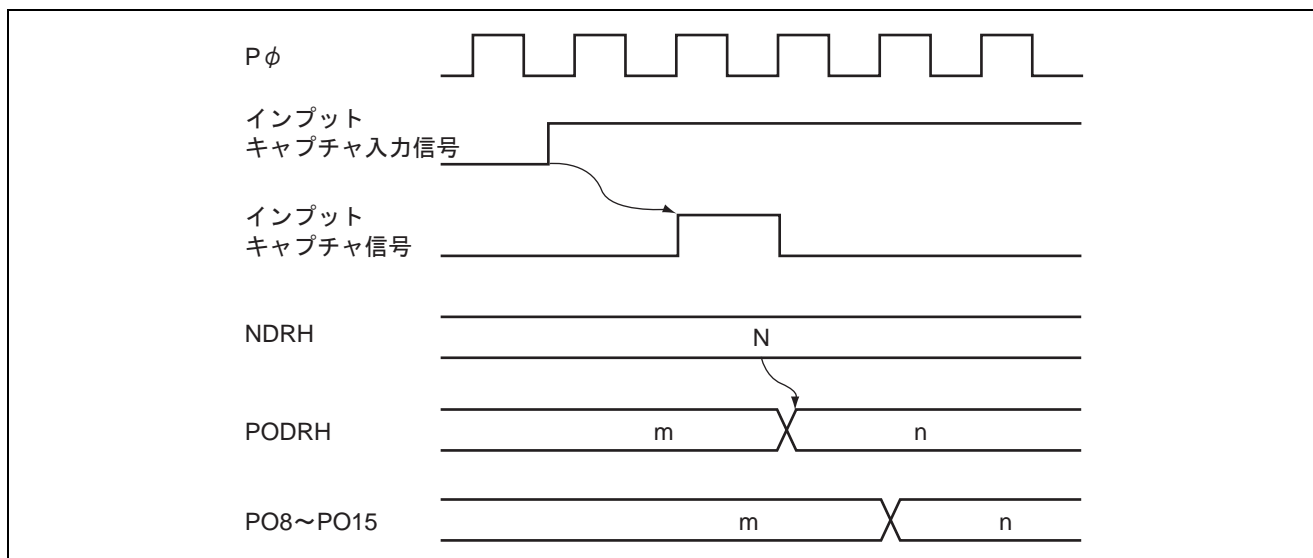 Pφ
インプット
キャプチャ入力信号
インプット
キャプチャ信号
NDRH
N
PODRH
m
n
PO8～PO15
m
n